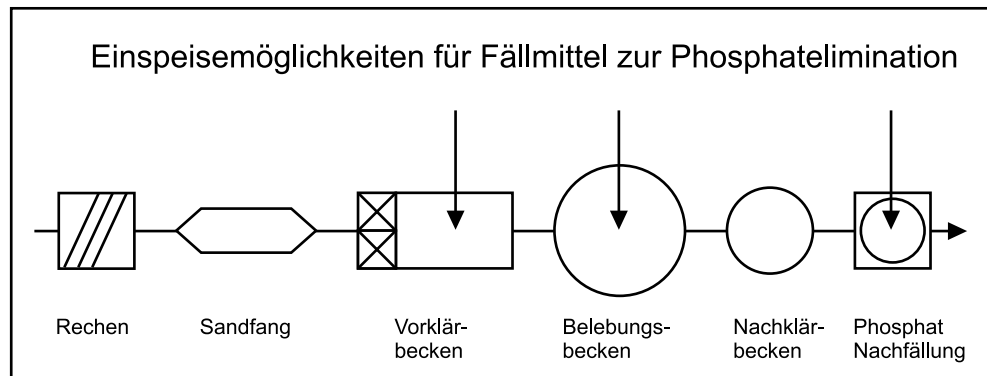 Einspeisemöglichkeiten für Fällmittel zur Phosphatelimination
Rechen
Sandfang
Vorklär-
becken
Belebungs-
becken
Nachklär-
becken
Phosphat
Nachfällung